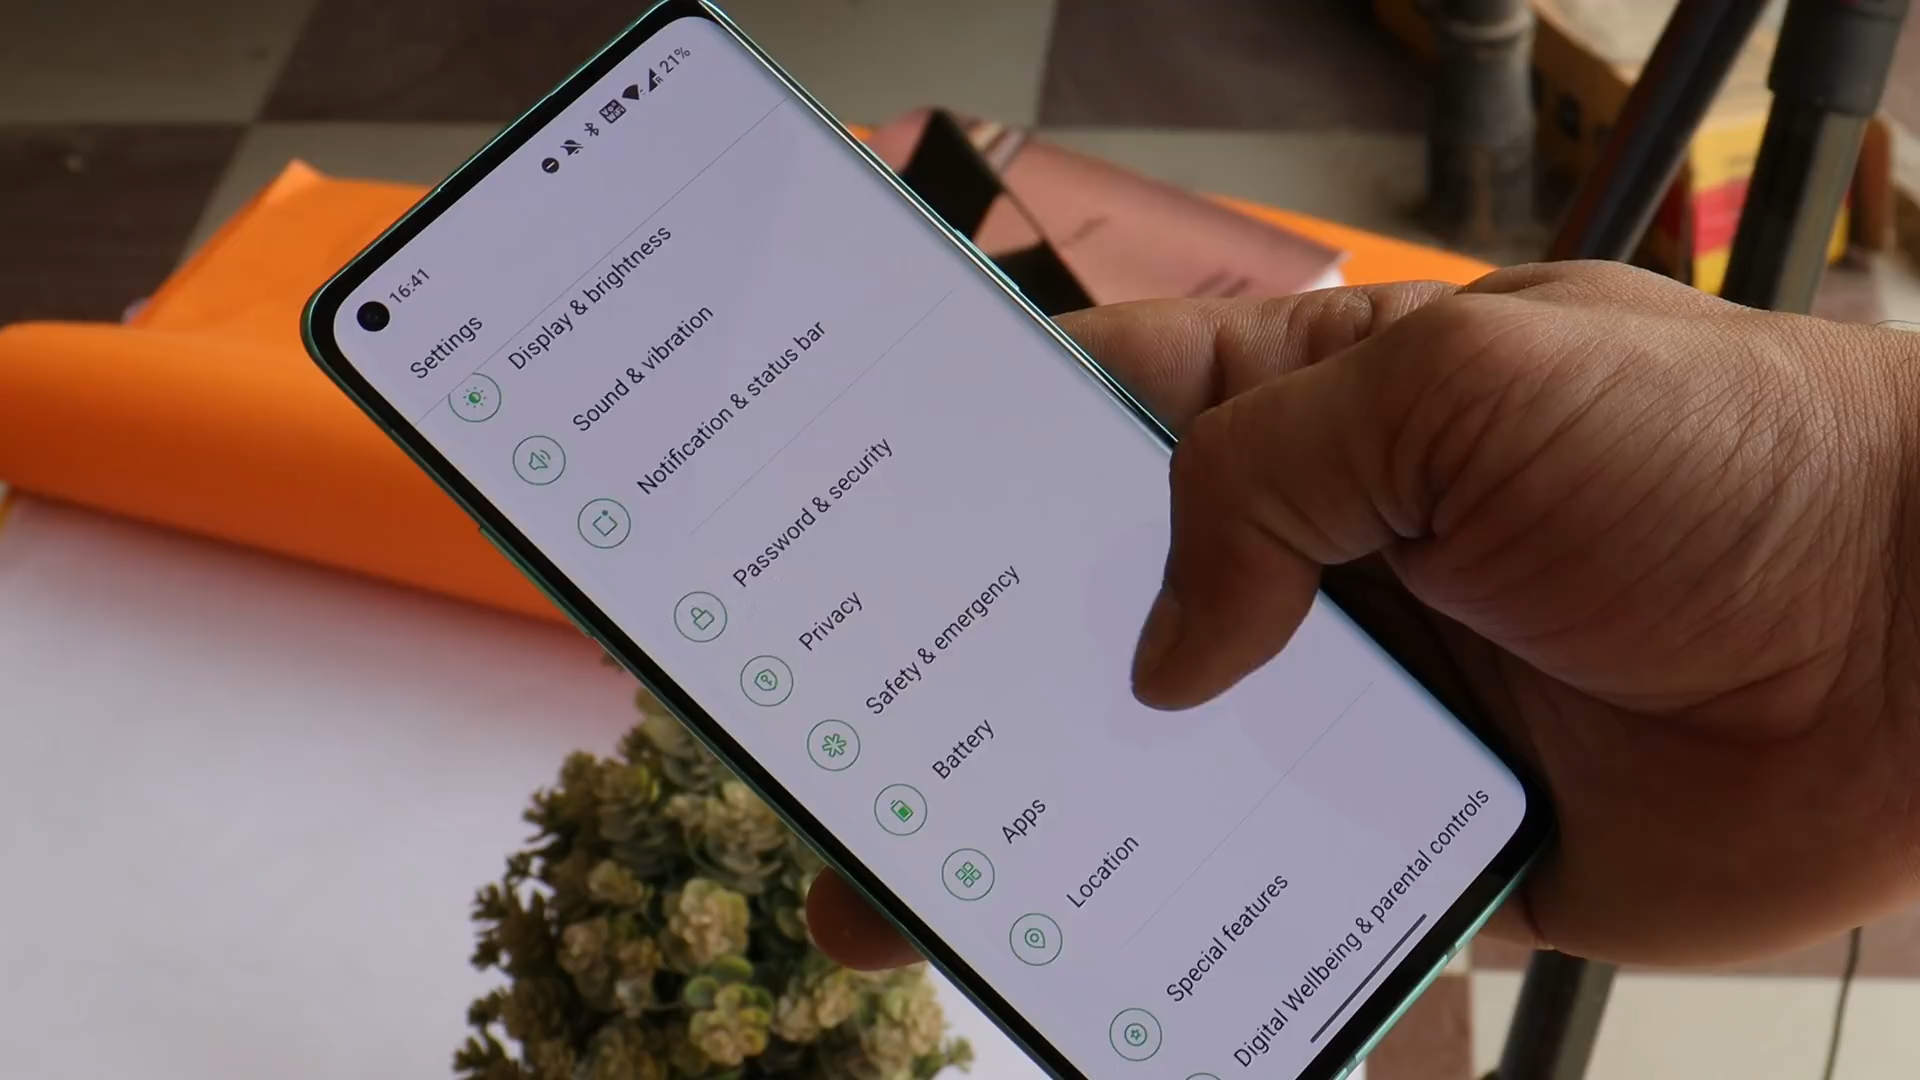 16:41
21%
Settings
Display & brightness
Sound & vibration
Notification & status bar
Password & security
Privacy
Safety & emergency
Battery
Apps
Location
Special features
Digital Wellbeing & parental controls